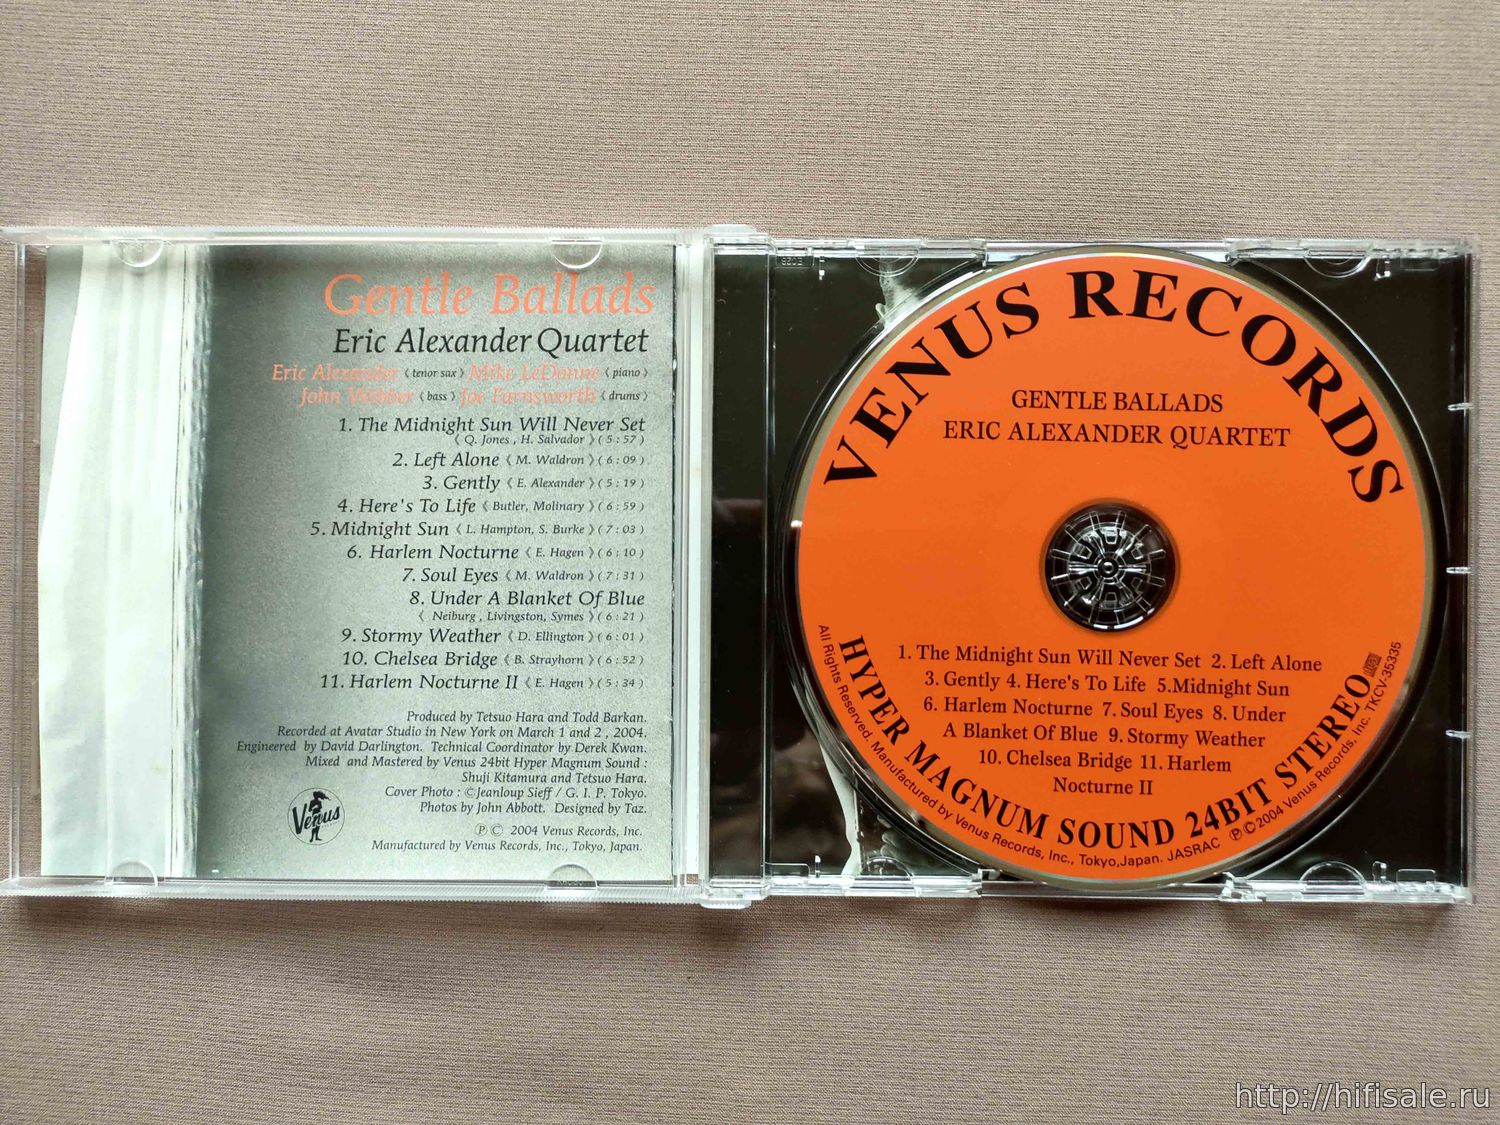 Gentle Ballads
Eric Alexander Quartet
Eric Alexander 《 tenor sax 》 Mike LeDonne 《 piano 》
John Webber 《 bass 》 Joe Farnsworth 《 drums 》
1. The Midnight Sun Will Never Set
《 Q. Jones , H. Salvador 》 ( 5 : 57 )
2. Left Alone 《 M. Waldron 》 ( 6 : 09 )
3. Gently 《 E. Alexander 》 ( 5 : 19 )
4. Here's To Life 《 Butler, Molinary 》 ( 6 : 59 )
5. Midnight Sun 《 L. Hampton, S. Burke 》 ( 7 : 03 )
6. Harlem Nocturne 《 E. Hagen 》 ( 6 : 10 )
7. Soul Eyes 《 M. Waldron 》 ( 7 : 31 )
8. Under A Blanket Of Blue
《 Neiburg , Livingston, Symes 》 ( 6 : 21 )
9. Stormy Weather 《 D. Ellington 》 ( 6 : 01 )
10. Chelsea Bridge 《 B. Strayhorn 》 ( 6 : 52 )
11. Harlem Nocturne II 《 E. Hagen 》 ( 5 : 34 )
Produced by Tetsuo Hara and Todd Barkan.
Recorded at Avatar Studio in New York on March 1 and 2 , 2004.
Engineered by David Darlington. Technical Coordinator by Derek Kwan.
Mixed and Mastered by Venus 24bit Hyper Magnum Sound :
Shuji Kitamura and Tetsuo Hara.
Cover Photo : ©Jeanloup Sieff / G. I. P. Tokyo.
Photos by John Abbott. Designed by Taz.
℗ © 2004 Venus Records, Inc.
Manufactured by Venus Records, Inc., Tokyo, Japan.
Venus
VENUS RECORDS
GENTLE BALLADS
ERIC ALEXANDER QUARTET
1. The Midnight Sun Will Never Set 2. Left Alone
3. Gently 4. Here's To Life 5.Midnight Sun
6. Harlem Nocturne 7. Soul Eyes 8. Under
A Blanket Of Blue 9. Stormy Weather
10. Chelsea Bridge 11. Harlem
Nocturne II
HYPER MAGNUM SOUND 24BIT STEREO
All Rights Reserved. Manufactured by Venus Records, Inc., Tokyo,Japan. JASRAC ℗©2004 Venus Records, Inc. TKCV-35335
http://hifisale.ru